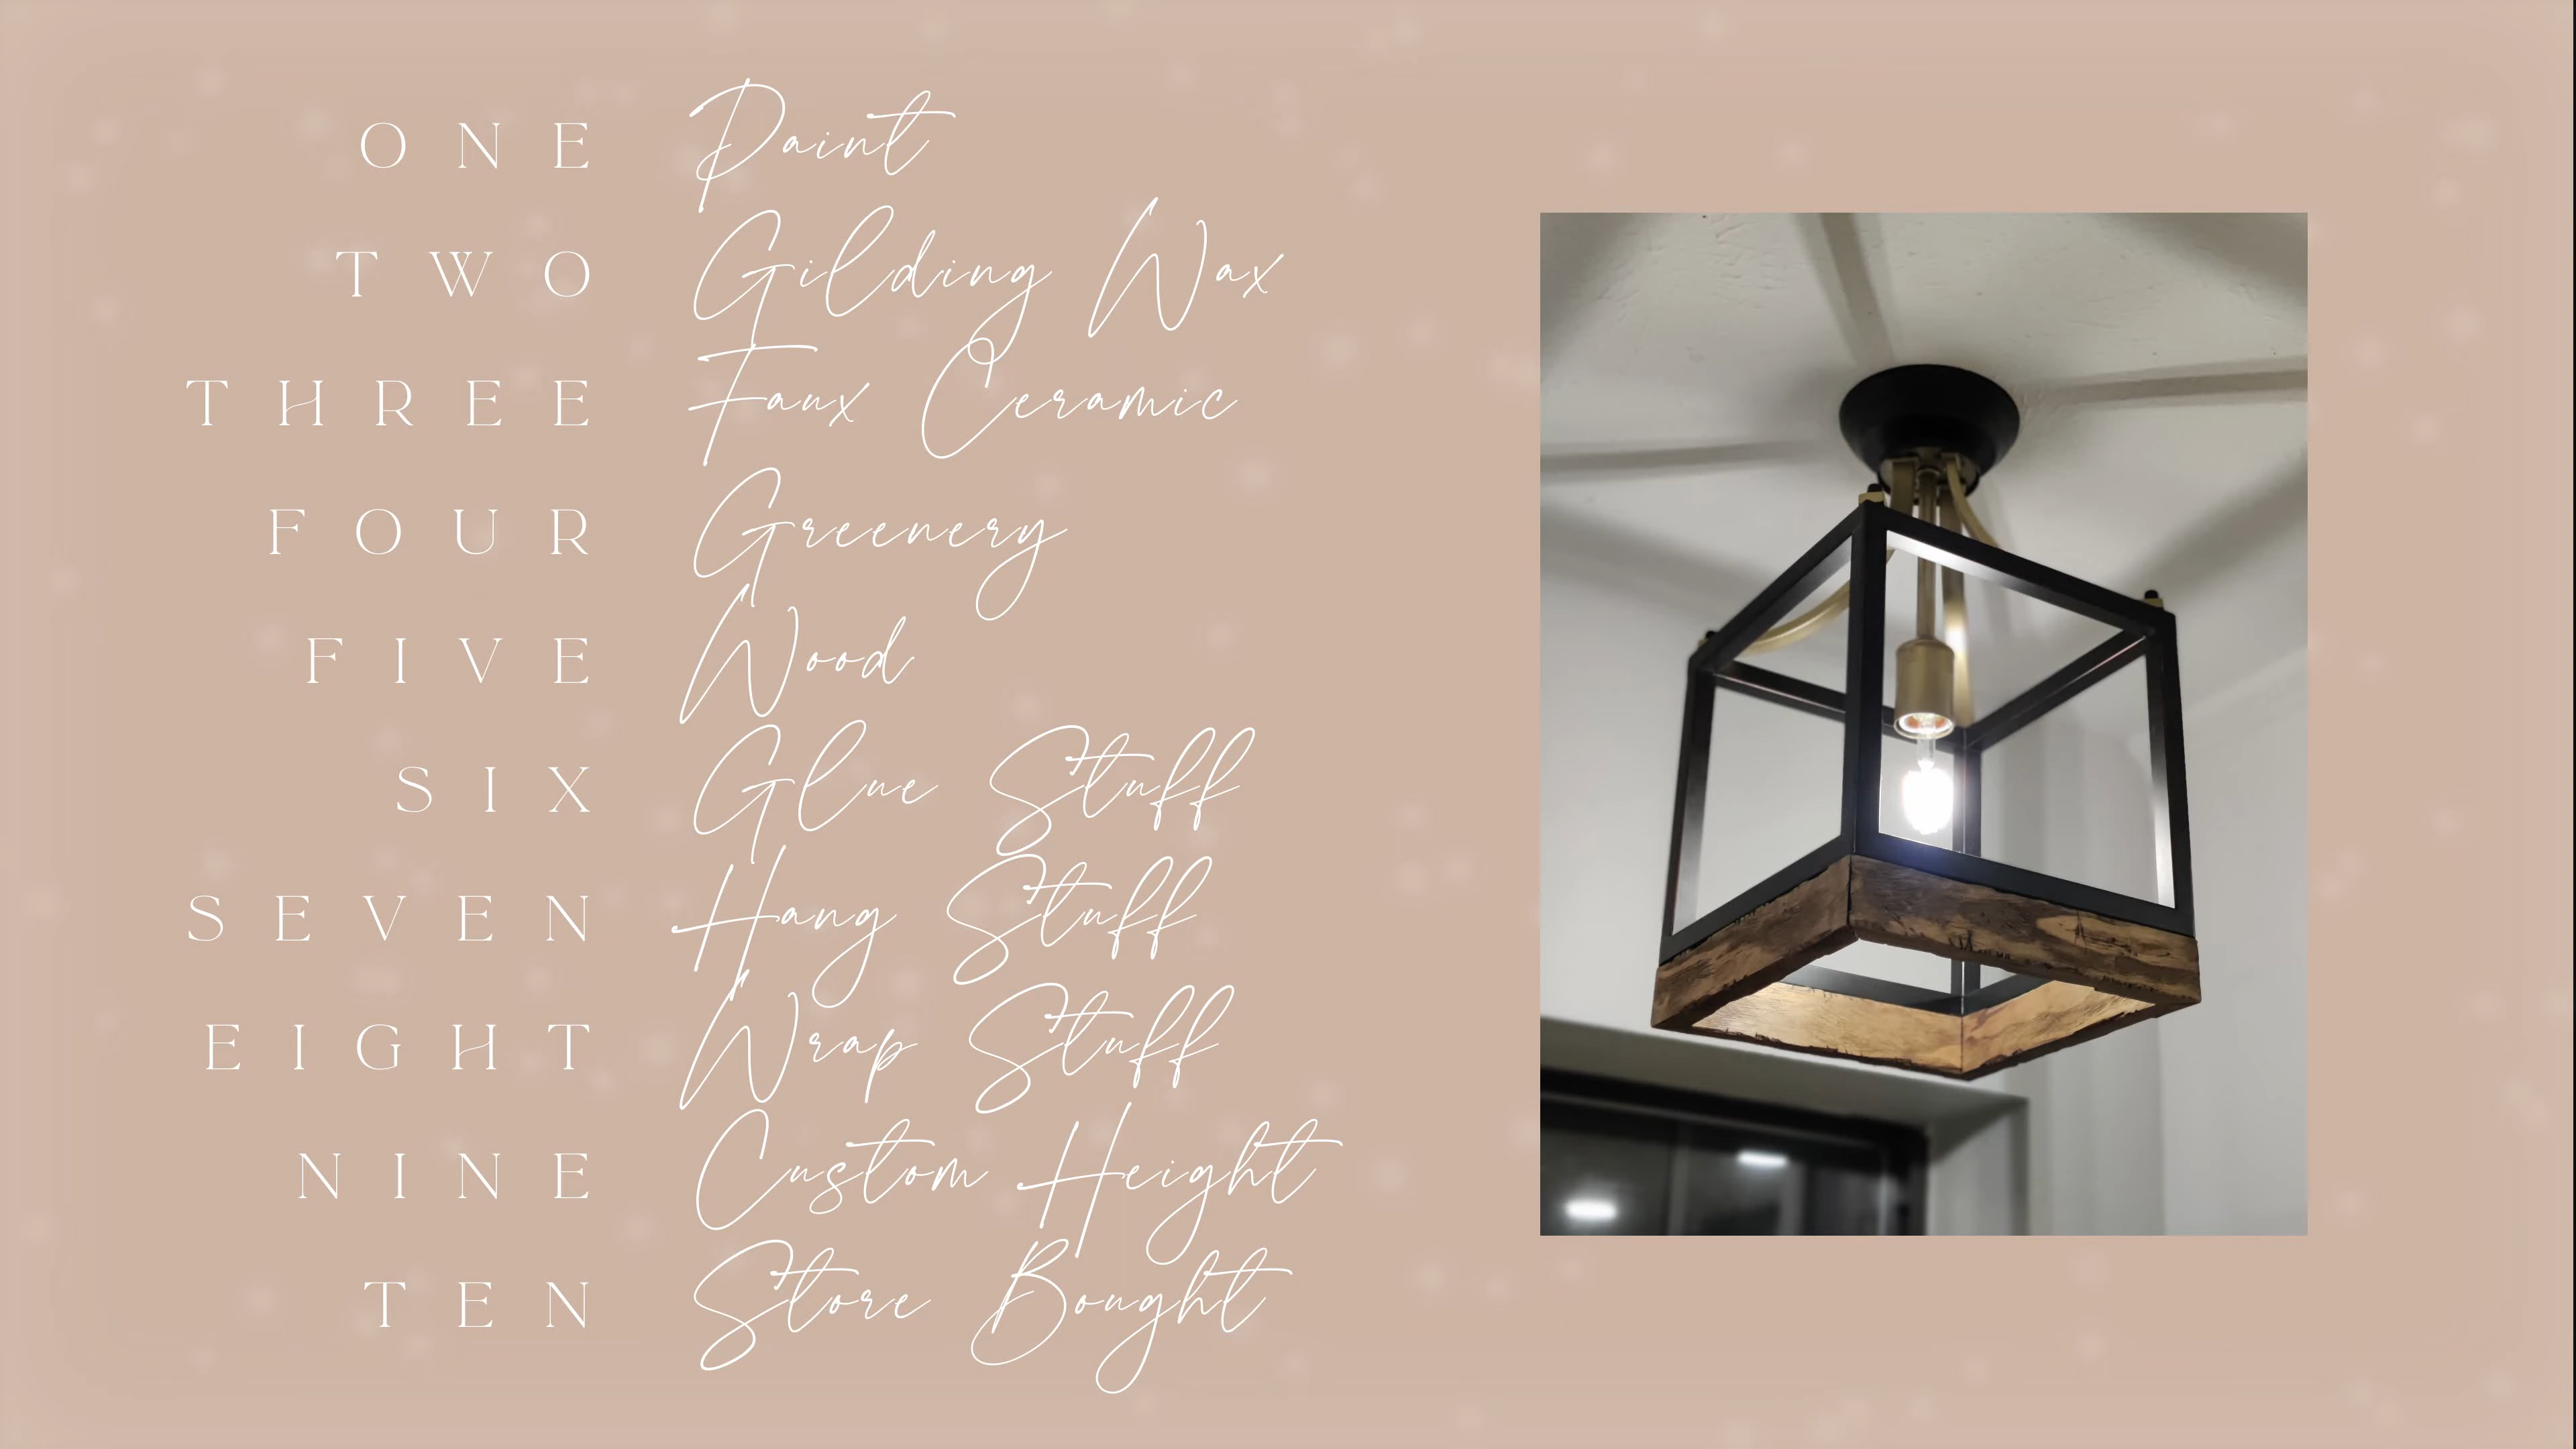 ONE Paint
TWO Gilding Wax
THREE Faux Ceramic
FOUR Greenery
FIVE Wood
SIX Glue Stuff
SEVEN Hang Stuff
EIGHT Wrap Stuff
NINE Custom Height
TEN Store Bought